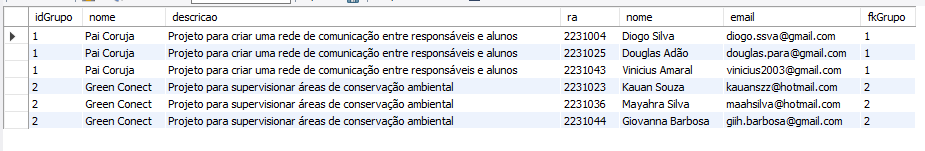 idGrupo nome descricao ra nome email fkGrupo
1 Pai Coruja Projeto para criar uma rede de comunicação entre responsáveis e alunos 2231004 Diogo Silva diogo.ssva@gmail.com 1
1 Pai Coruja Projeto para criar uma rede de comunicação entre responsáveis e alunos 2231025 Douglas Adão douglas.para@gmail.com 1
1 Pai Coruja Projeto para criar uma rede de comunicação entre responsáveis e alunos 2231043 Vinicius Amaral vinicius2003@gmail.com 1
2 Green Conect Projeto para supervisionar áreas de conservação ambiental 2231023 Kauan Souza kauanszz@hotmail.com 2
2 Green Conect Projeto para supervisionar áreas de conservação ambiental 2231036 Mayahra Silva maahsilva@hotmail.com 2
2 Green Conect Projeto para supervisionar áreas de conservação ambiental 2231044 Giovanna Barbosa giih.barbosa@gmail.com 2